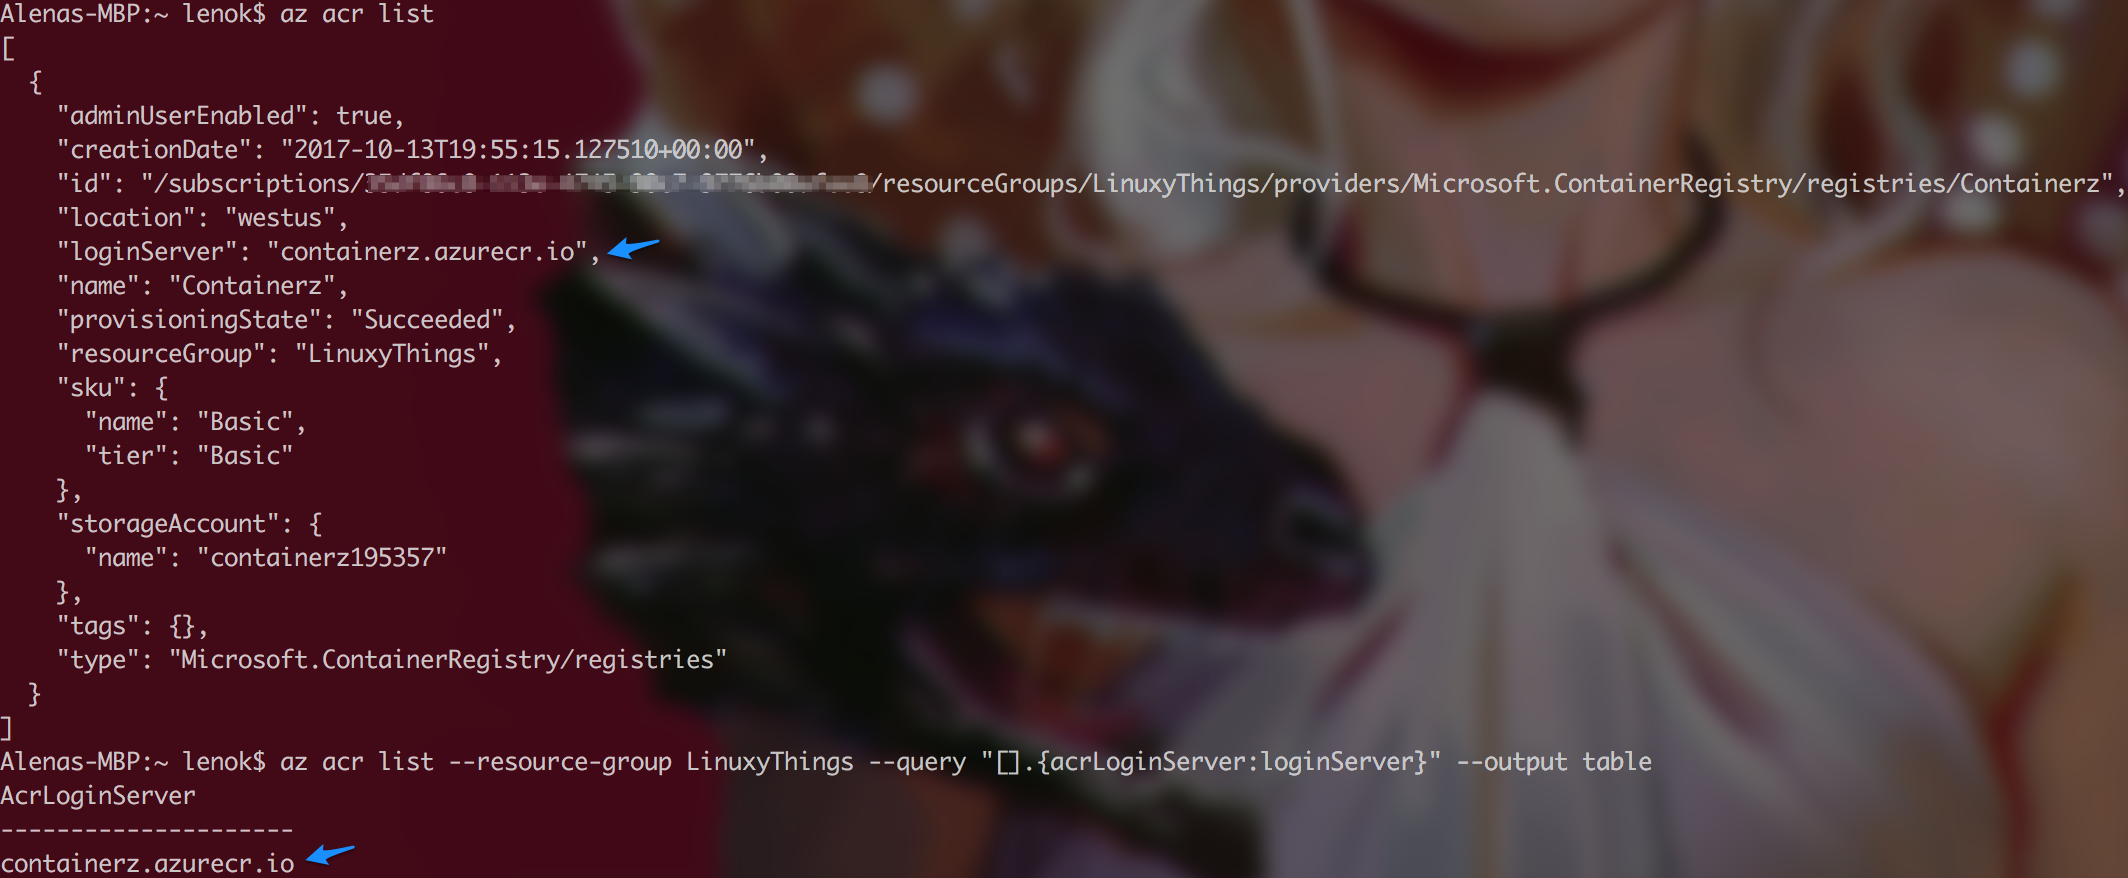 Alenas-MBP:~ lenok$ az acr list
[
  {
    "adminUserEnabled": true,
    "creationDate": "2017-10-13T19:55:15.127510+00:00",
    "id": "/subscriptions/ /resourceGroups/LinuxyThings/providers/Microsoft.ContainerRegistry/registries/Containerz",
    "location": "westus",
    "loginServer": "containerz.azurecr.io",
    "name": "Containerz",
    "provisioningState": "Succeeded",
    "resourceGroup": "LinuxyThings",
    "sku": {
      "name": "Basic",
      "tier": "Basic"
    },
    "storageAccount": {
      "name": "containerz195357"
    },
    "tags": {},
    "type": "Microsoft.ContainerRegistry/registries"
  }
]
Alenas-MBP:~ lenok$ az acr list --resource-group LinuxyThings --query "[].{acrLoginServer:loginServer}" --output table
AcrLoginServer
---------------------
containerz.azurecr.io